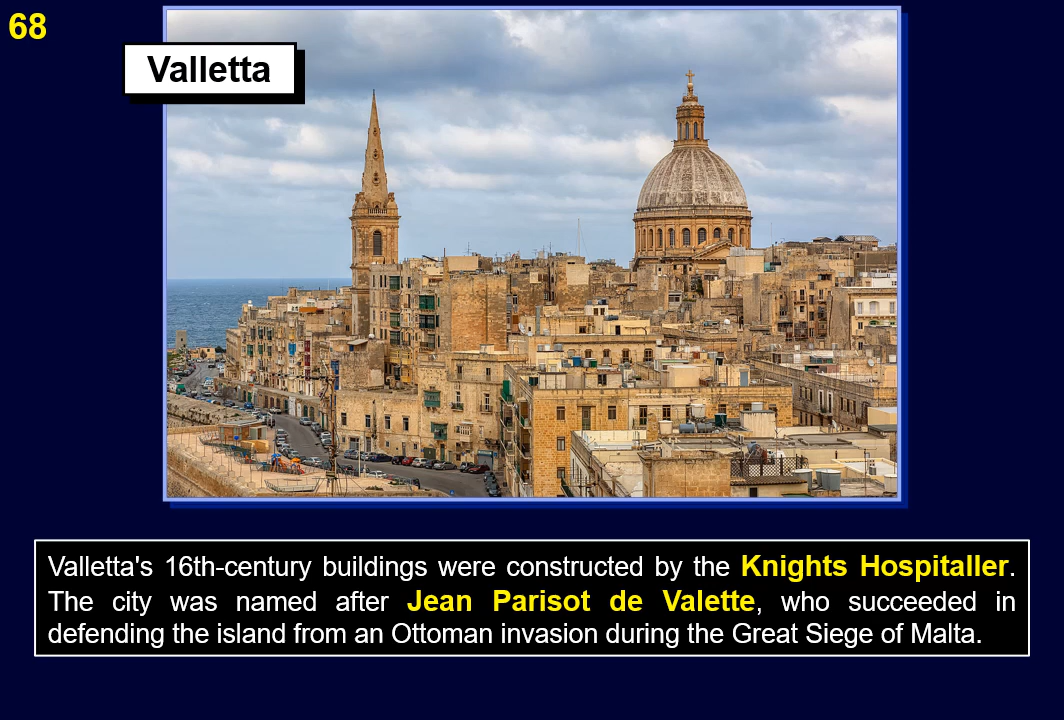 68
Valletta
Valletta's 16th-century buildings were constructed by the Knights Hospitaller.
The city was named after Jean Parisot de Valette, who succeeded in
defending the island from an Ottoman invasion during the Great Siege of Malta.